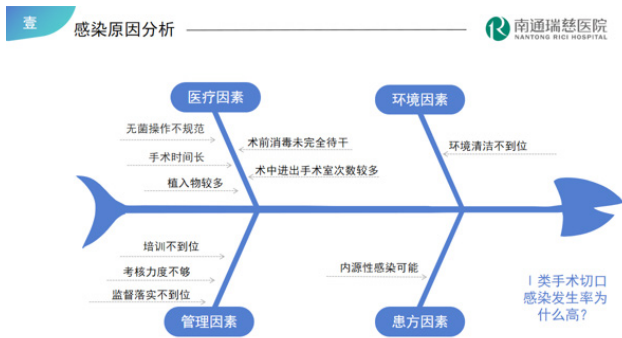 壹
感染原因分析
南通瑞慈医院
NANTONG RICI HOSPITAL
医疗因素
环境因素
无菌操作不规范
术前消毒未完全待干
环境清洁不到位
手术时间长
术中进出手术室次数较多
植入物较多
培训不到位
考核力度不够
内源性感染可能
监督落实不到位
管理因素
患方因素
Ⅰ类手术切口
感染发生率为
什么高？